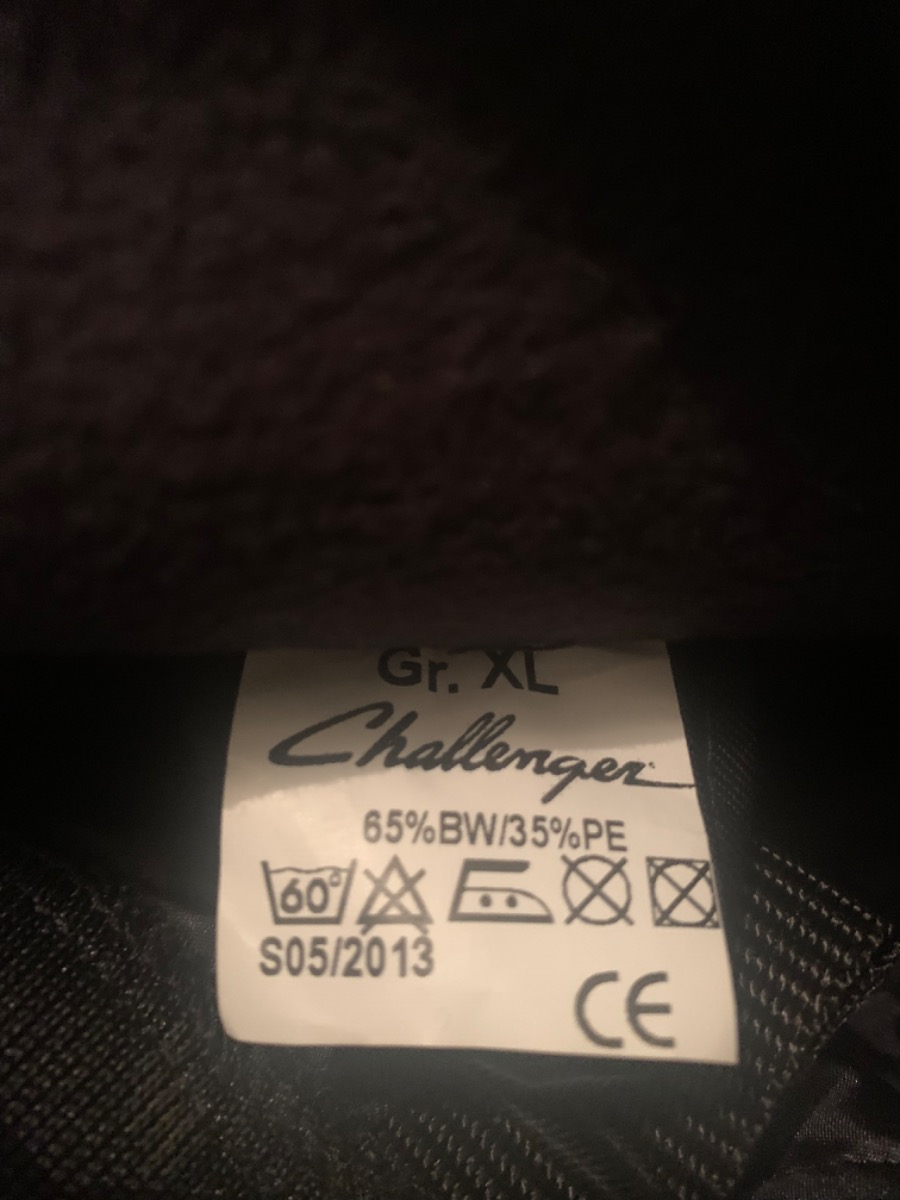 Gr. XL
Challenger
65%BW/35%PE
60°
S05/2013
CE